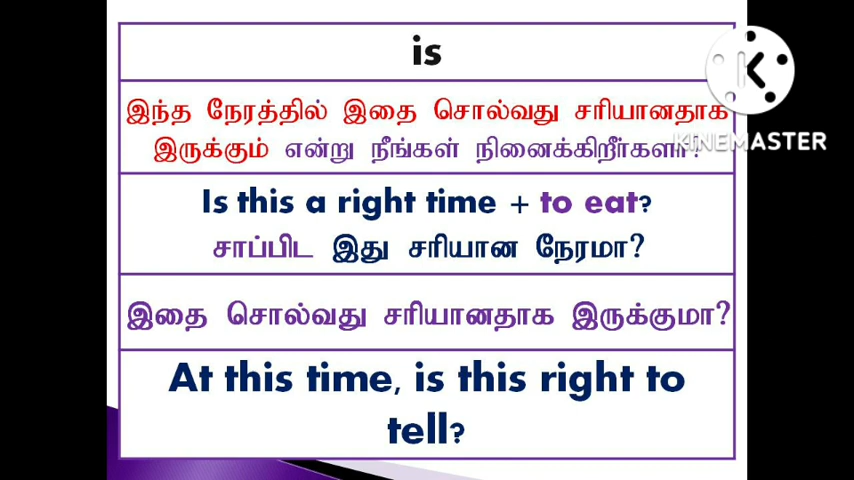 is
இந்த நேரத்தில் இதை சொல்வது சரியானதாக
இருக்கும் என்று நீங்கள் நினைக்கிறீர்களா?
KINEMASTER
Is this a right time + to eat?
சாப்பிட இது சரியான நேரமா?
இதை சொல்வது சரியானதாக இருக்குமா?
At this time, is this right to
tell?